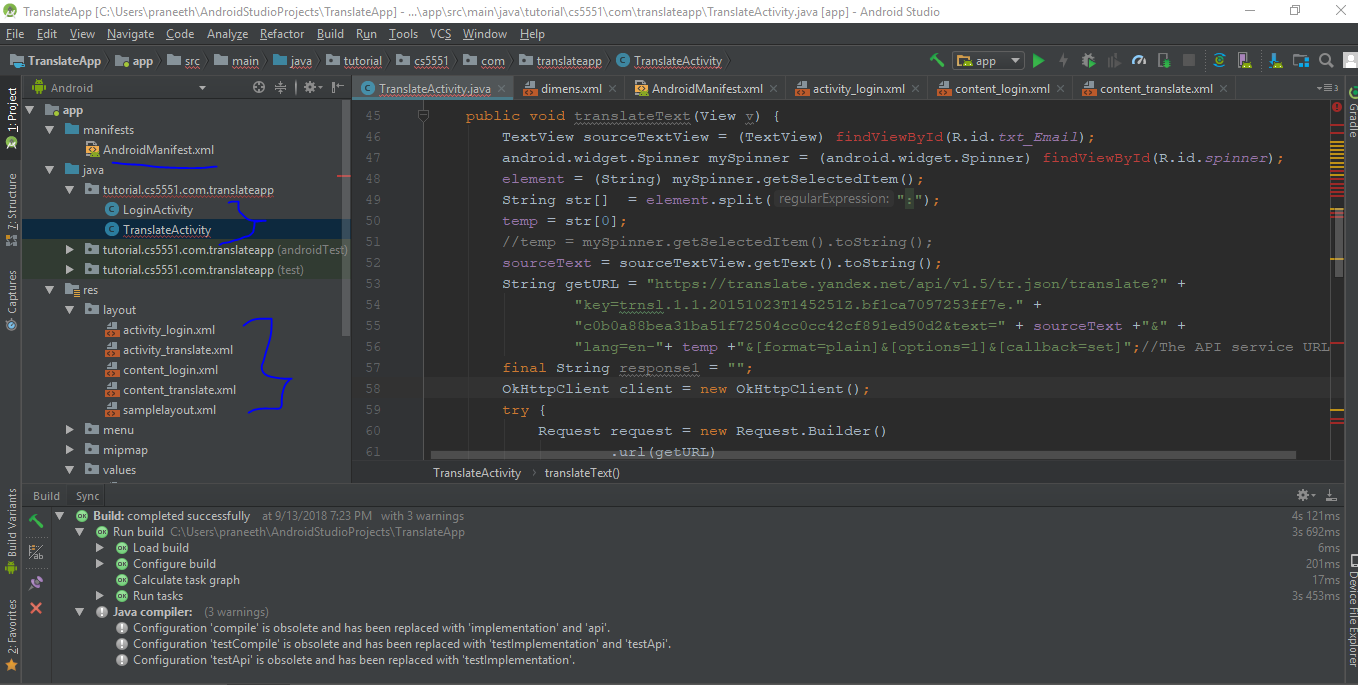 TranslateApp [C:\Users\praneeth\AndroidStudioProjects\TranslateApp] - ...\app\src\main\java\tutorial\cs5551\com\translateapp\TranslateActivity.java [app] - Android Studio
File Edit View Navigate Code Analyze Refactor Build Run Tools VCS Window Help
TranslateApp app src main java tutorial cs5551 com translateapp TranslateActivity app
1: Project
7: Structure
Captures
Build Variants
2: Favorites
Android
app
manifests
AndroidManifest.xml
java
tutorial.cs5551.com.translateapp
LoginActivity
TranslateActivity
tutorial.cs5551.com.translateapp (androidTest)
tutorial.cs5551.com.translateapp (test)
res
layout
activity_login.xml
activity_translate.xml
content_login.xml
content_translate.xml
samplelayout.xml
menu
mipmap
values
TranslateActivity.java dimens.xml AndroidManifest.xml activity_login.xml content_login.xml content_translate.xml
45 public void translateText(View v) {
46 TextView sourceTextView = (TextView) findViewById(R.id.txt_Email);
47 android.widget.Spinner mySpinner = (android.widget.Spinner) findViewById(R.id.spinner);
48 element = (String) mySpinner.getSelectedItem();
49 String str[] = element.split( regularExpression: ":");
50 temp = str[0];
51 //temp = mySpinner.getSelectedItem().toString();
52 sourceText = sourceTextView.getText().toString();
53 String getURL = "https://translate.yandex.net/api/v1.5/tr.json/translate?" +
54 "key=trnsl.1.1.20151023T145251Z.bf1ca7097253ff7e." +
55 "c0b0a88bea31ba51f72504cc0cc42cf891ed90d2&text=" + sourceText +"&" +
56 "lang=en-"+ temp +"&[format=plain]&[options=1]&[callback=set]";//The API service URL
57 final String response1 = "";
58 OkHttpClient client = new OkHttpClient();
59 try {
60 Request request = new Request.Builder()
61 .url(getURL)
TranslateActivity translateText()
Gradle
Device File Explorer
Build Sync
Build: completed successfully at 9/13/2018 7:23 PM with 3 warnings 4s 121ms
Run build C:\Users\praneeth\AndroidStudioProjects\TranslateApp 3s 692ms
Load build 6ms
Configure build 201ms
Calculate task graph 17ms
Run tasks 3s 453ms
Java compiler: (3 warnings)
Configuration 'compile' is obsolete and has been replaced with 'implementation' and 'api'.
Configuration 'testCompile' is obsolete and has been replaced with 'testImplementation' and 'testApi'.
Configuration 'testApi' is obsolete and has been replaced with 'testImplementation'.